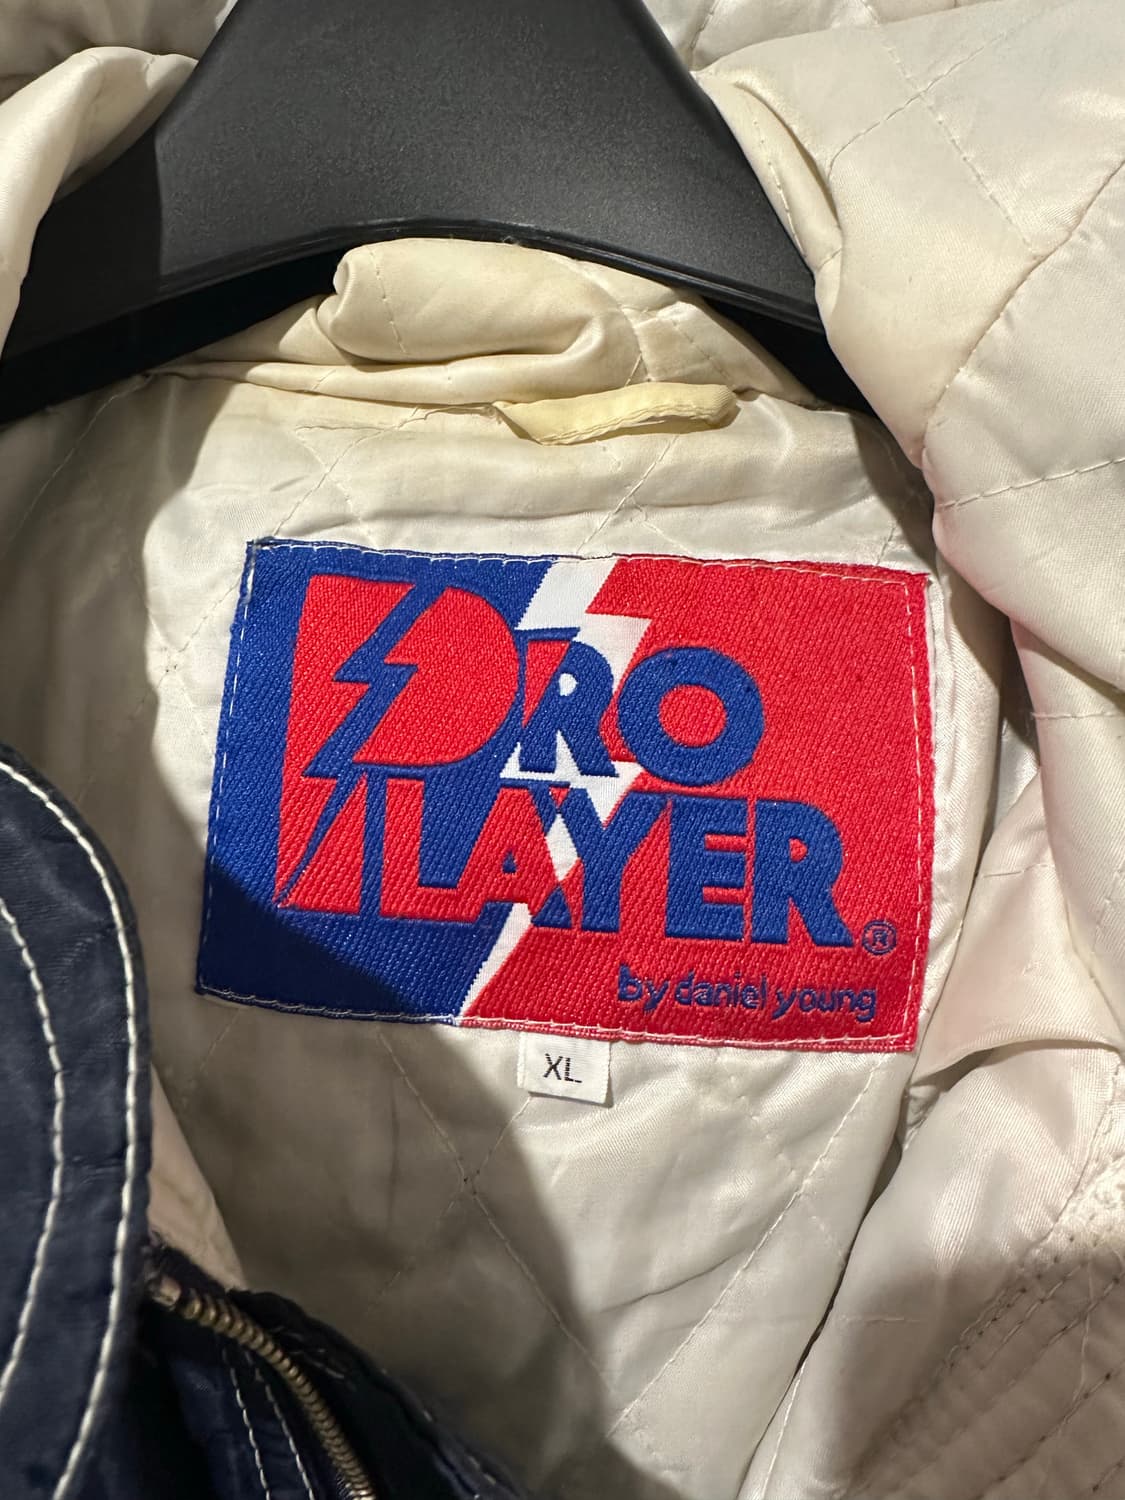 PRO
PLAYER®
by daniel young
XL